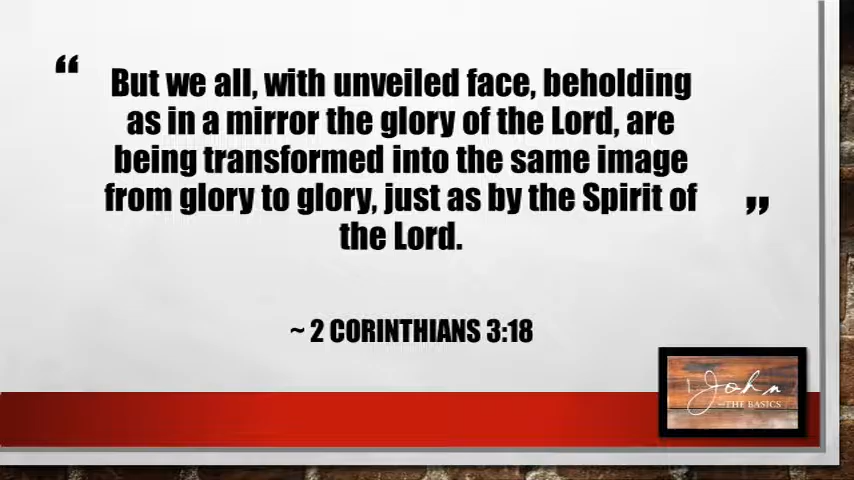 “
But we all, with unveiled face, beholding
as in a mirror the glory of the Lord, are
being transformed into the same image
from glory to glory, just as by the Spirit of
the Lord.
”
~ 2 CORINTHIANS 3:18
1 John
THE BASICS